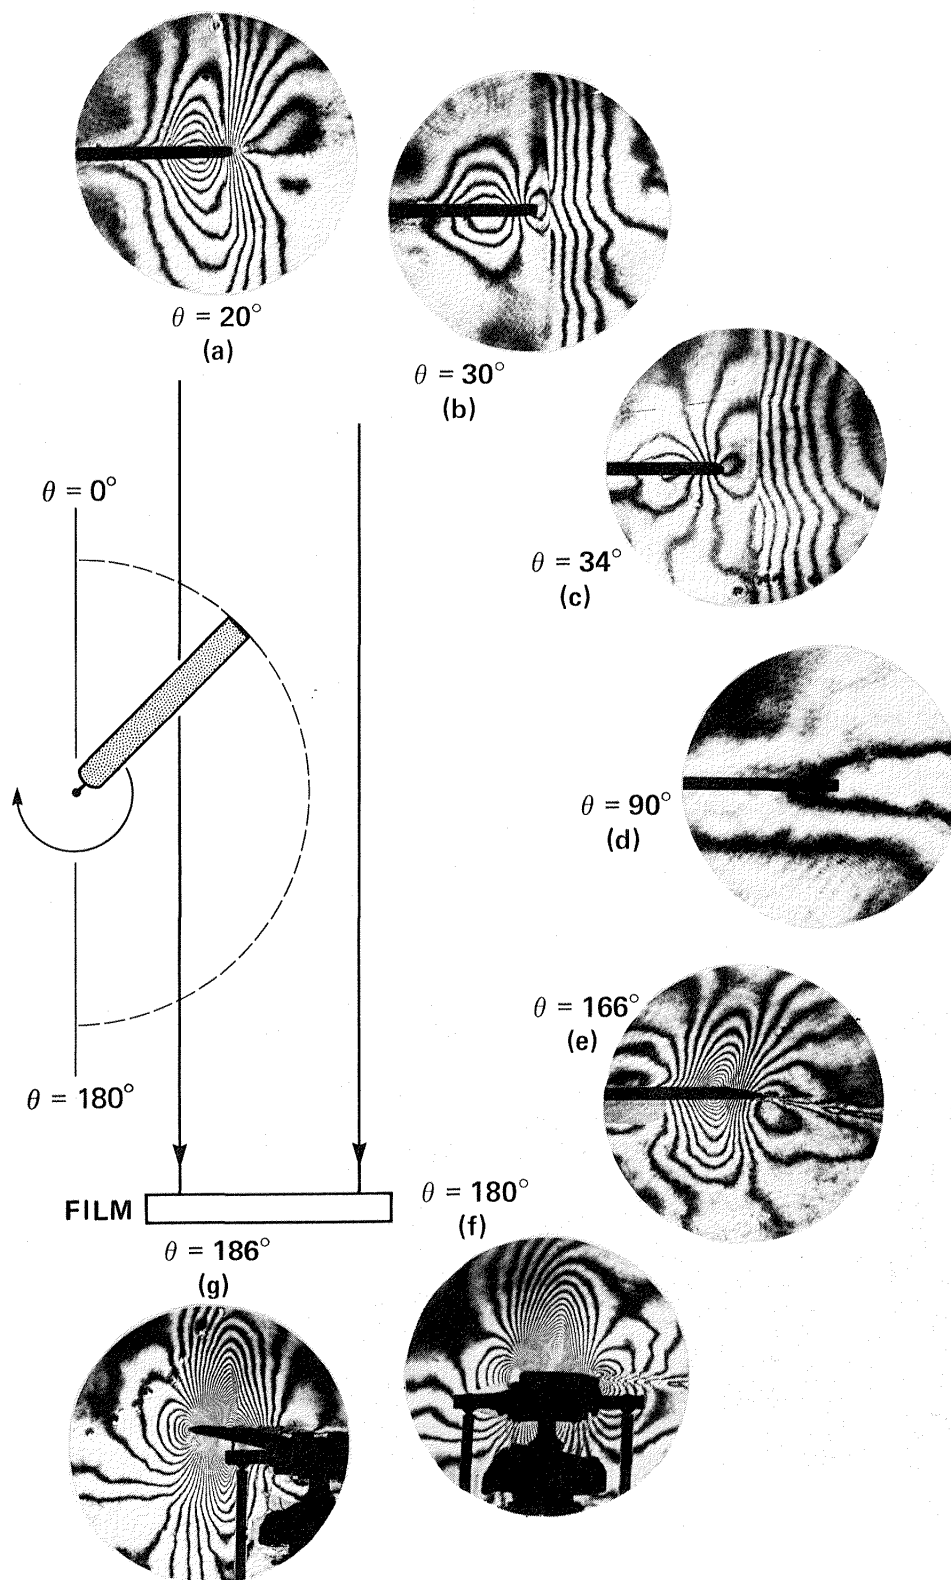 θ = 20°
(a)
θ = 30°
(b)
θ = 0°
θ = 34°
(c)
θ = 90°
(d)
θ = 166°
(e)
θ = 180°
FILM
θ = 180°
(f)
θ = 186°
(g)